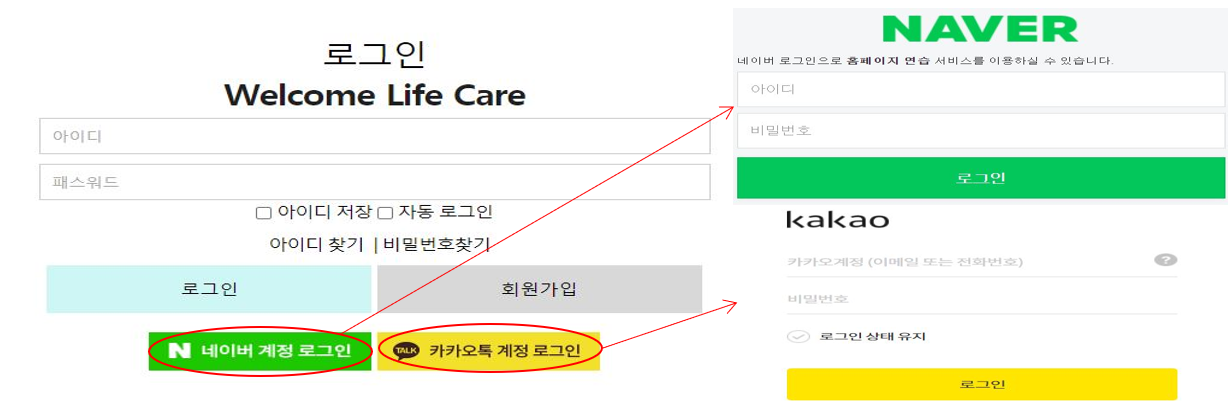 로그인
Welcome Life Care
아이디
패스워드
아이디 저장 자동 로그인
아이디 찾기 | 비밀번호찾기
로그인 회원가입
N 네이버 계정 로그인 TALK 카카오톡 계정 로그인
NAVER
네이버 로그인으로 홈페이지 연습 서비스를 이용하실 수 있습니다.
아이디
비밀번호
로그인
kakao
카카오계정 (이메일 또는 전화번호) ?
비밀번호
로그인 상태 유지
로그인